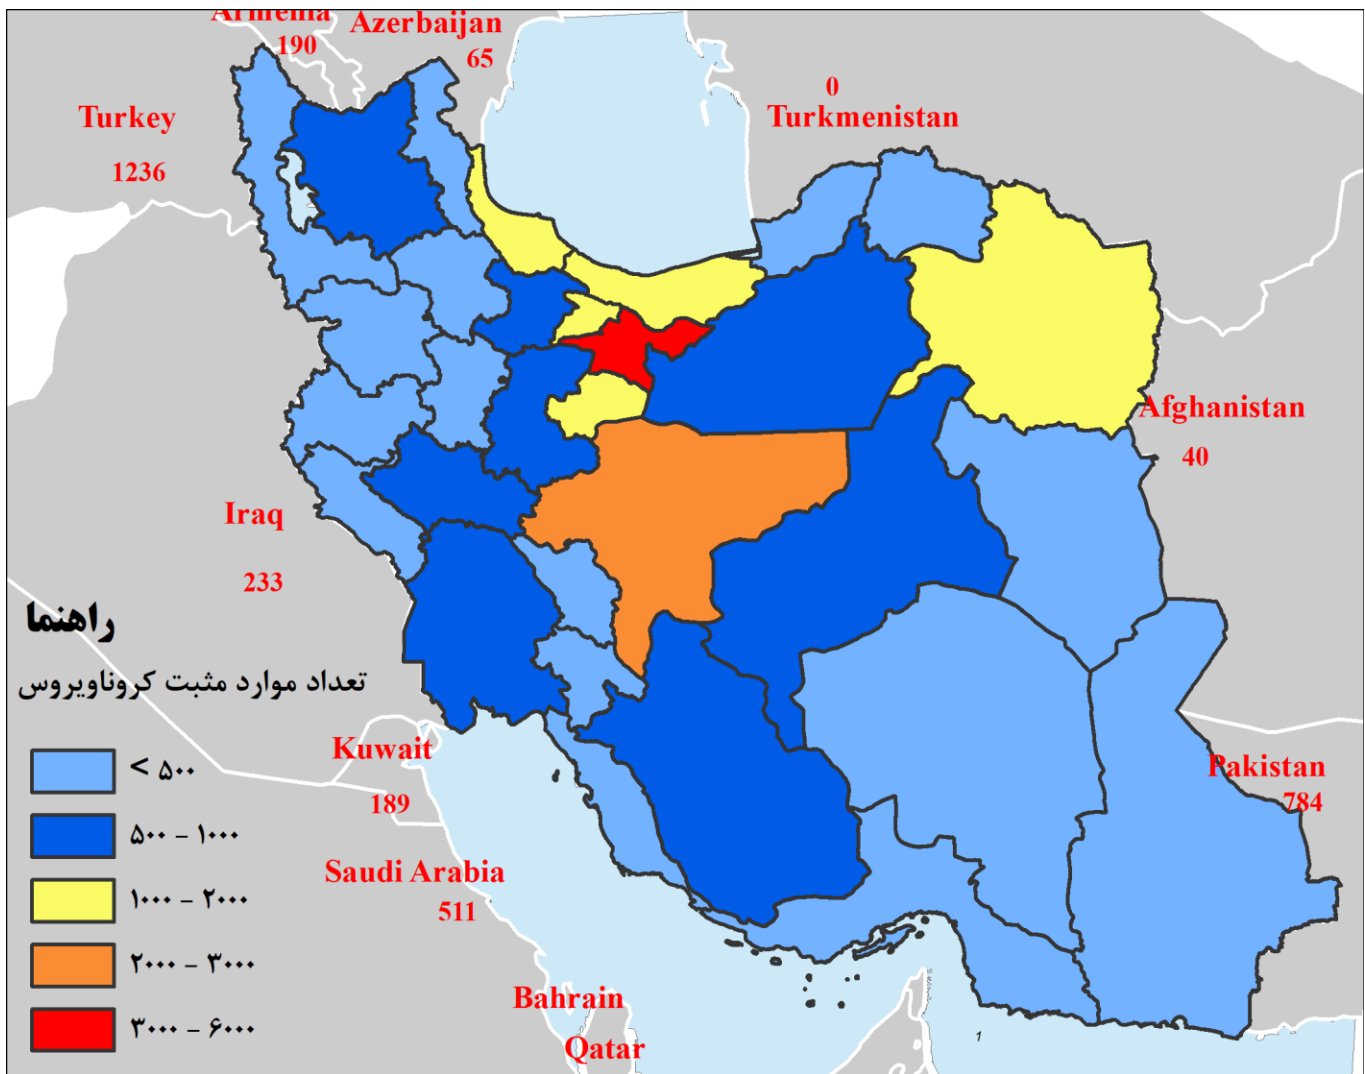 Armenia
190
Azerbaijan
65
0
Turkmenistan
Turkey
1236
Afghanistan
40
Iraq
233
راهنما
تعداد موارد مثبت کروناویروس
< ۵۰۰
۵۰۰ - ۱۰۰۰
۱۰۰۰ - ۲۰۰۰
۲۰۰۰ - ۳۰۰۰
۳۰۰۰ - ۶۰۰۰
Kuwait
189
Saudi Arabia
511
Pakistan
784
Bahrain
Qatar
1